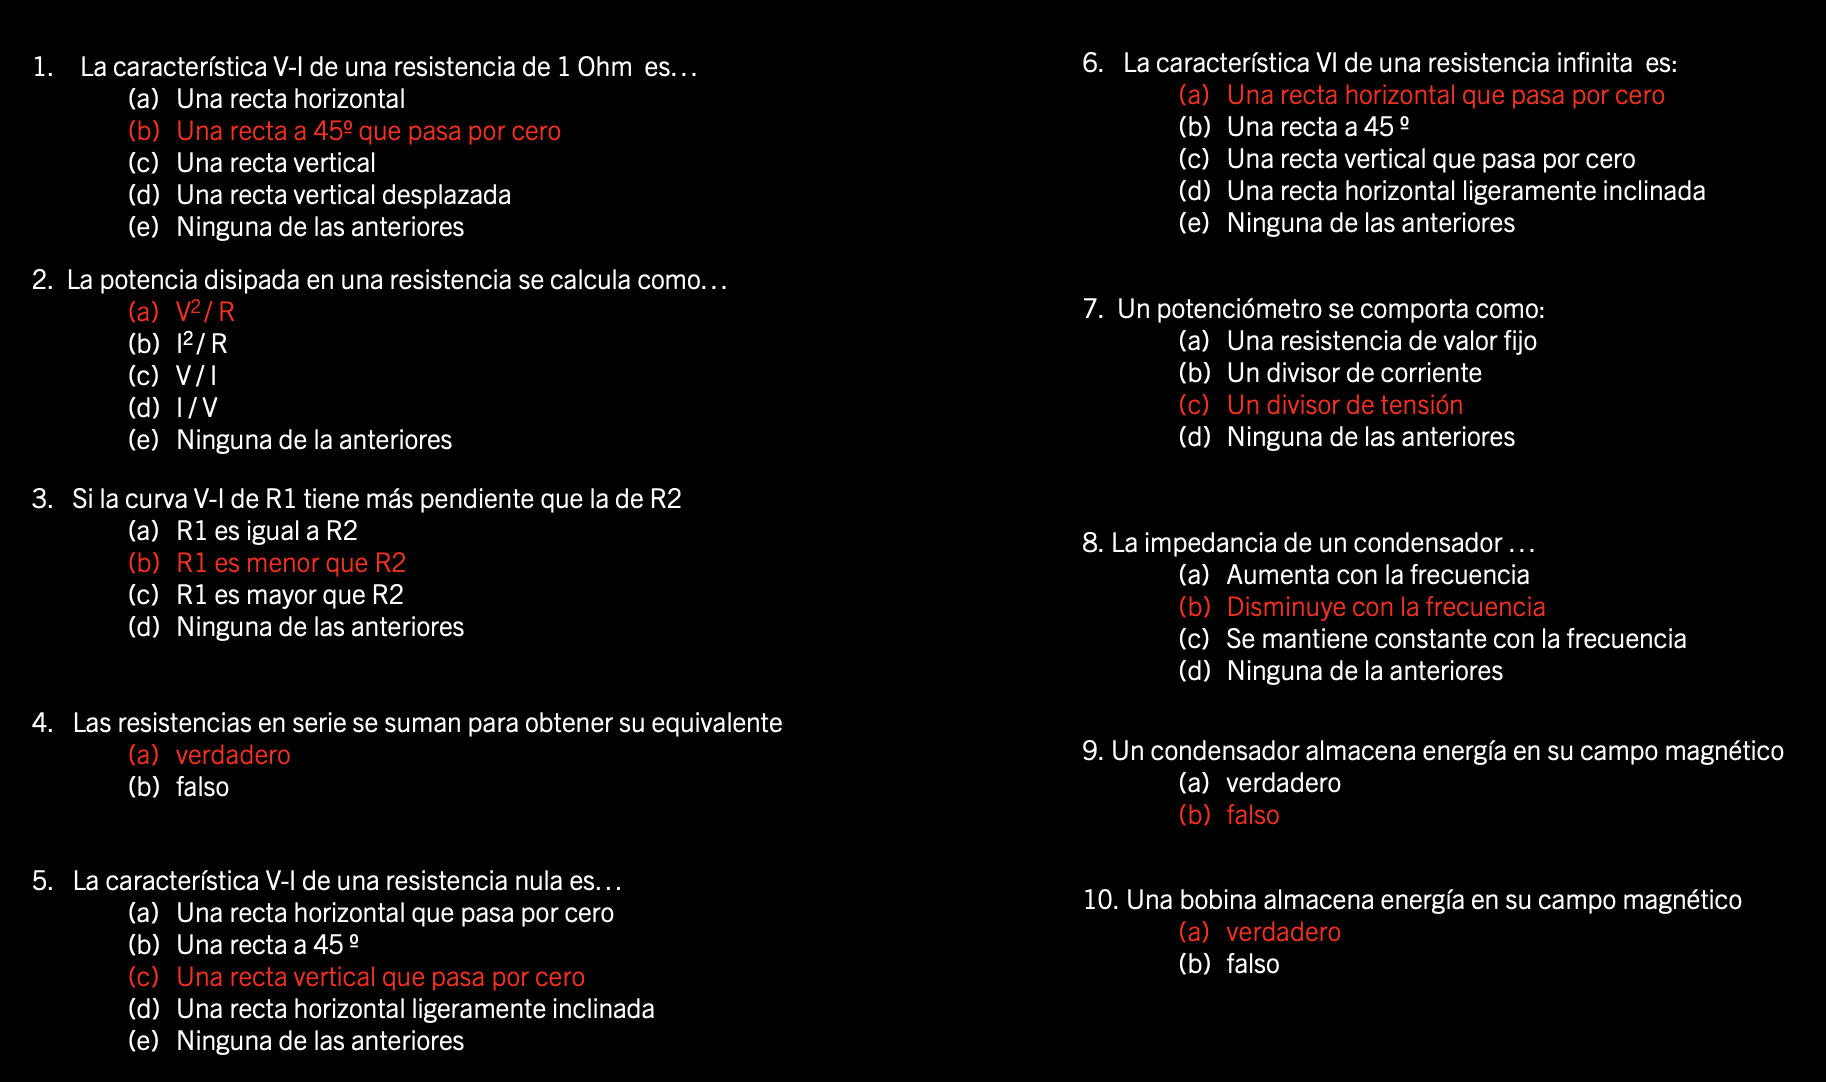 1. La característica V-I de una resistencia de 1 Ohm es...
(a) Una recta horizontal
(b) Una recta a 45º que pasa por cero
(c) Una recta vertical
(d) Una recta vertical desplazada
(e) Ninguna de las anteriores
2. La potencia disipada en una resistencia se calcula como...
(a) V² / R
(b) I² / R
(c) V / I
(d) I / V
(e) Ninguna de la anteriores
3. Si la curva V-I de R1 tiene más pendiente que la de R2
(a) R1 es igual a R2
(b) R1 es menor que R2
(c) R1 es mayor que R2
(d) Ninguna de las anteriores
4. Las resistencias en serie se suman para obtener su equivalente
(a) verdadero
(b) falso
5. La característica V-I de una resistencia nula es...
(a) Una recta horizontal que pasa por cero
(b) Una recta a 45 º
(c) Una recta vertical que pasa por cero
(d) Una recta horizontal ligeramente inclinada
(e) Ninguna de las anteriores
6. La característica VI de una resistencia infinita es:
(a) Una recta horizontal que pasa por cero
(b) Una recta a 45 º
(c) Una recta vertical que pasa por cero
(d) Una recta horizontal ligeramente inclinada
(e) Ninguna de las anteriores
7. Un potenciómetro se comporta como:
(a) Una resistencia de valor fijo
(b) Un divisor de corriente
(c) Un divisor de tensión
(d) Ninguna de las anteriores
8. La impedancia de un condensador ...
(a) Aumenta con la frecuencia
(b) Disminuye con la frecuencia
(c) Se mantiene constante con la frecuencia
(d) Ninguna de la anteriores
9. Un condensador almacena energía en su campo magnético
(a) verdadero
(b) falso
10. Una bobina almacena energía en su campo magnético
(a) verdadero
(b) falso